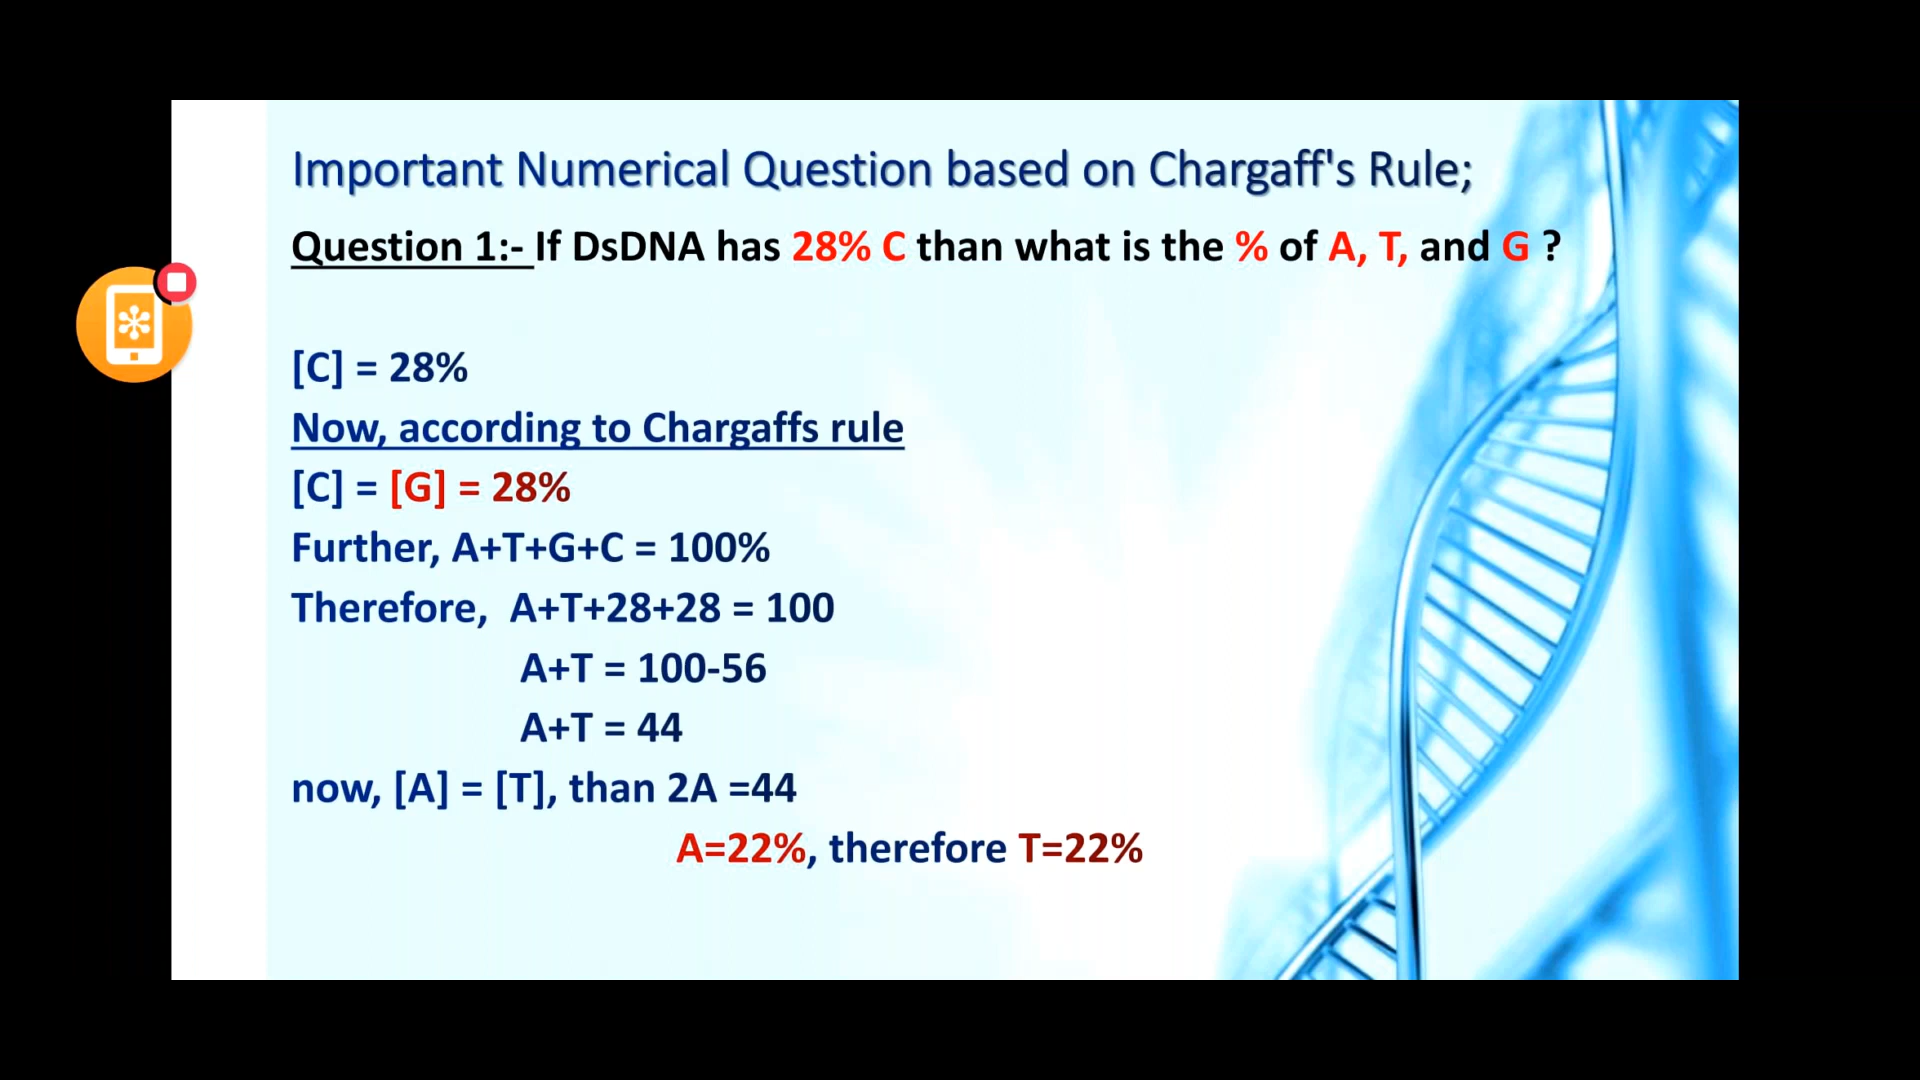 Important Numerical Question based on Chargaff's Rule;
Question 1:- If DsDNA has 28% C than what is the % of A, T, and G ?
[C] = 28%
Now, according to Chargaffs rule
[C] = [G] = 28%
Further, A+T+G+C = 100%
Therefore, A+T+28+28 = 100
A+T = 100-56
A+T = 44
now, [A] = [T], than 2A =44
A=22%, therefore T=22%